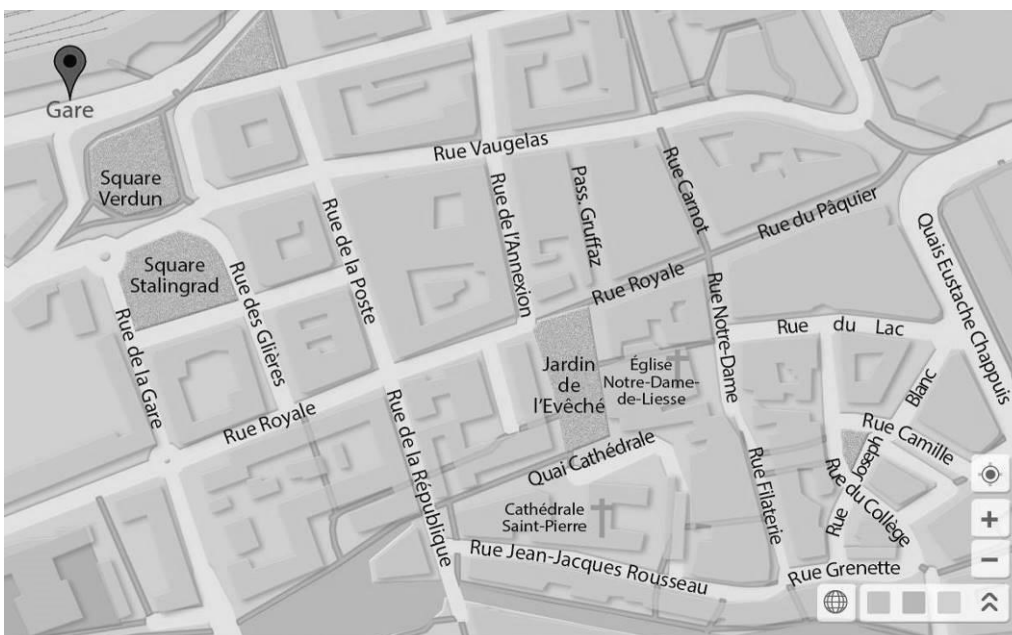 Gare
Rue Vaugelas
Square
Verdun
Pass. Gruffaz
Rue Carnot
Rue du Pâquier
Rue de l'Annexion
Rue de la Poste
Square
Stalingrad
Rue des Glières
Rue Royale
Quais Eustache Chappuis
Rue Notre-Dame
Rue du Lac
Rue de la Gare
Jardin
de
l'Evêché
Église
Notre-Dame-
de-Liesse
Blanc
Rue Royale
Rue de la République
Rue Camille
Quai Cathédrale
Joseph
Rue Filaterie
Rue du Collège
Cathédrale
Saint-Pierre
Rue
Rue Jean-Jacques Rousseau
Rue Grenette